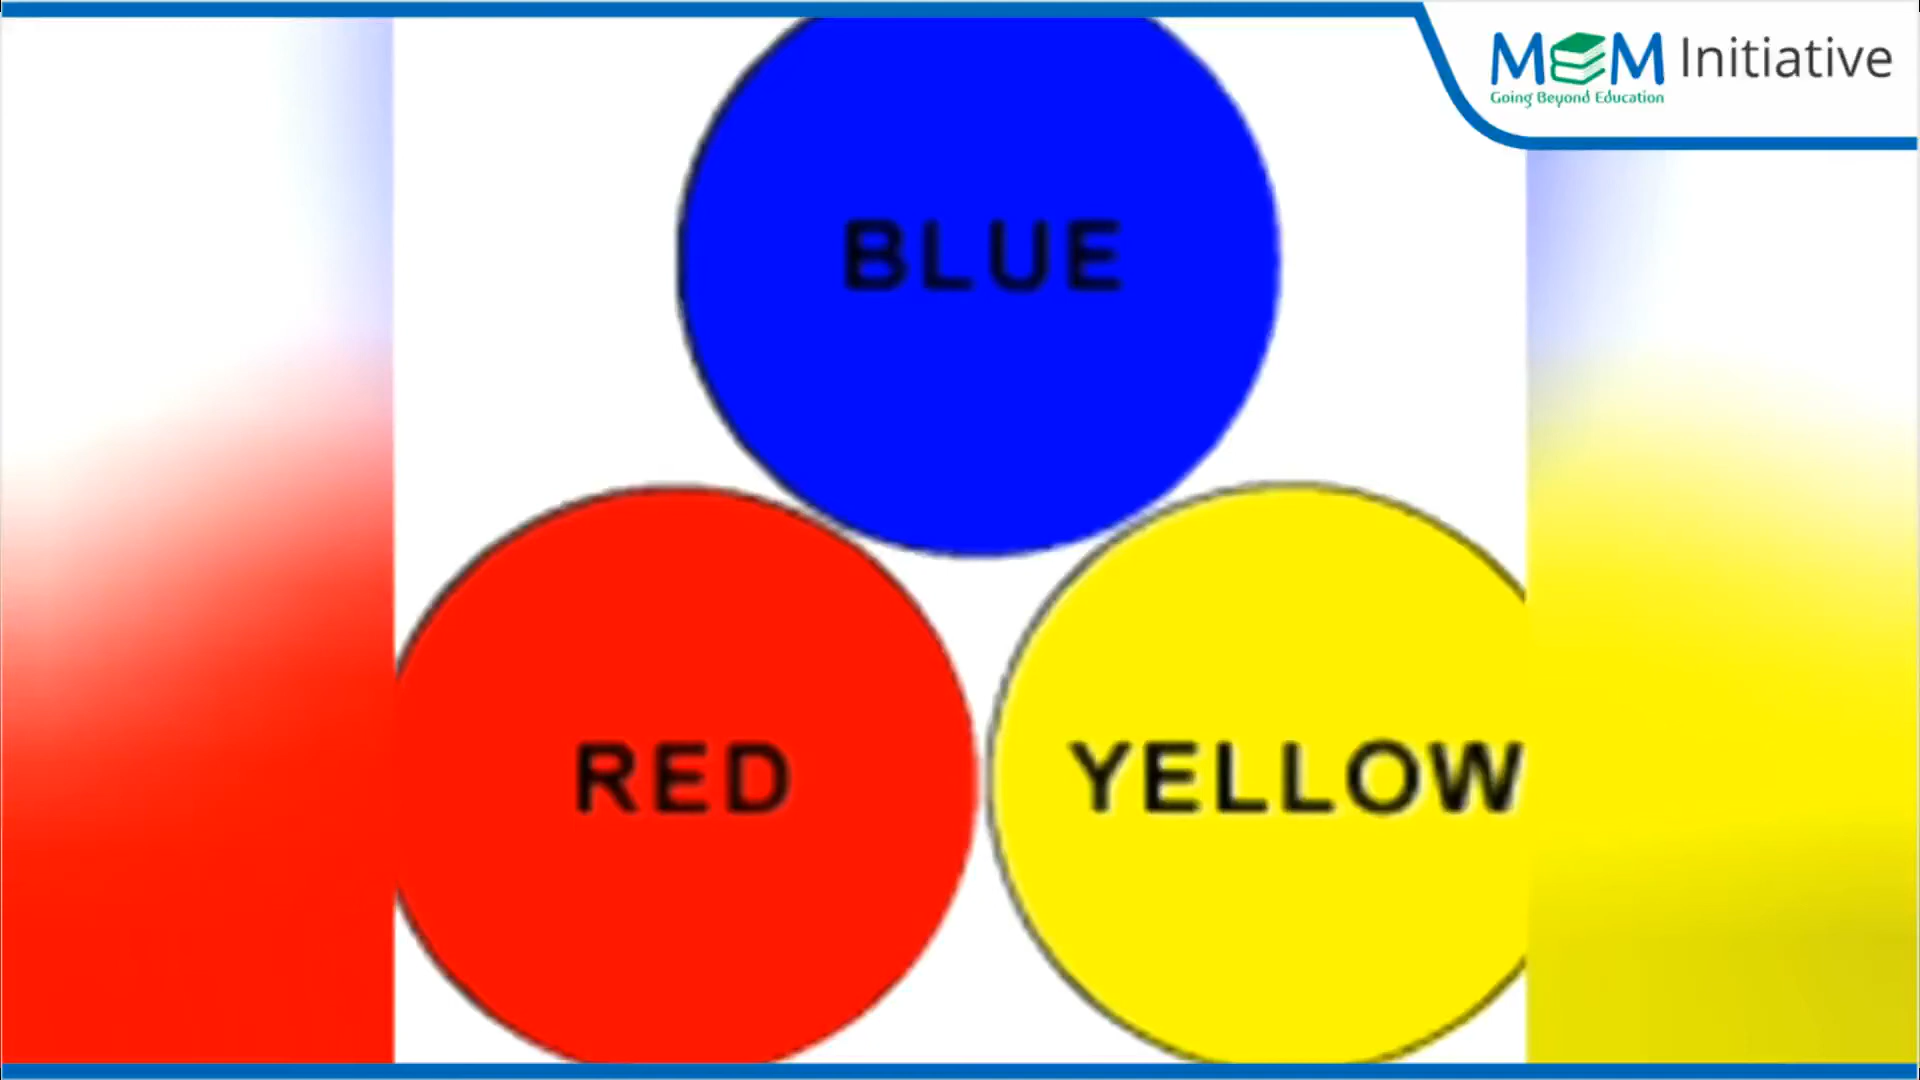 MEM Initiative
Going Beyond Education
BLUE
RED
YELLOW